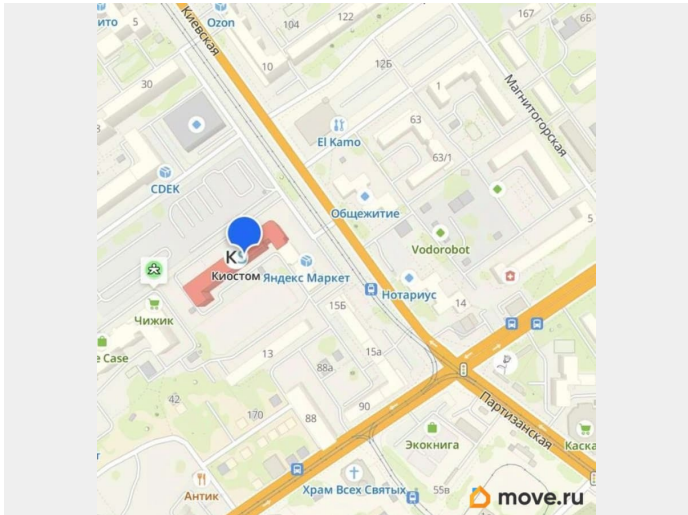 ито
Ozon
104
122
167
6Б
Киевская
5
10
12Б
30
1
Магнитогорская
El Kamo
63
63/1
CDEK
Общежитие
5
Vodorobot
К
Киостом
Яндекс Маркет
Нотариус
14
15Б
Чижик
e Case
13
15а
88а
42
170
88
90
Партизанская
Экокнига
Каска
т
Антик
Храм Всех Святых
55в
move.ru